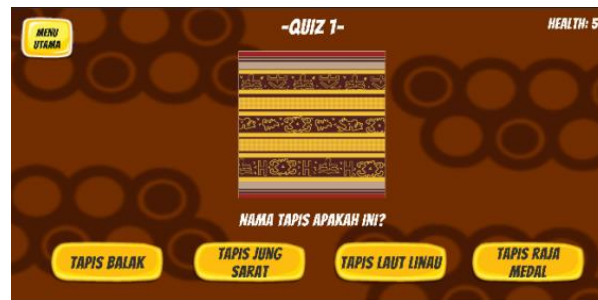 MENU
UTAMA
-QUIZ 1-
HEALTH: 5
NAMA TAPIS APAKAH INI?
TAPIS BALAK
TAPIS JUNG
SARAT
TAPIS LAUT LINAU
TAPIS RAJA
MEDAL